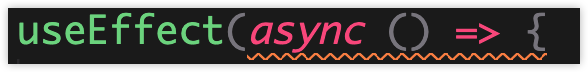 useEffect(async () => {